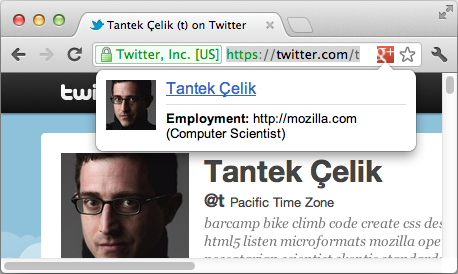 Tantek Çelik (t) on Twitter
Twitter, Inc. [US] https://twitter.com/t
g+
Tantek Çelik
Employment: http://mozilla.com
(Computer Scientist)
twi
Tantek Çelik
@t Pacific Time Zone
barcamp bike climb code create css des
html5 listen microformats mozilla ope